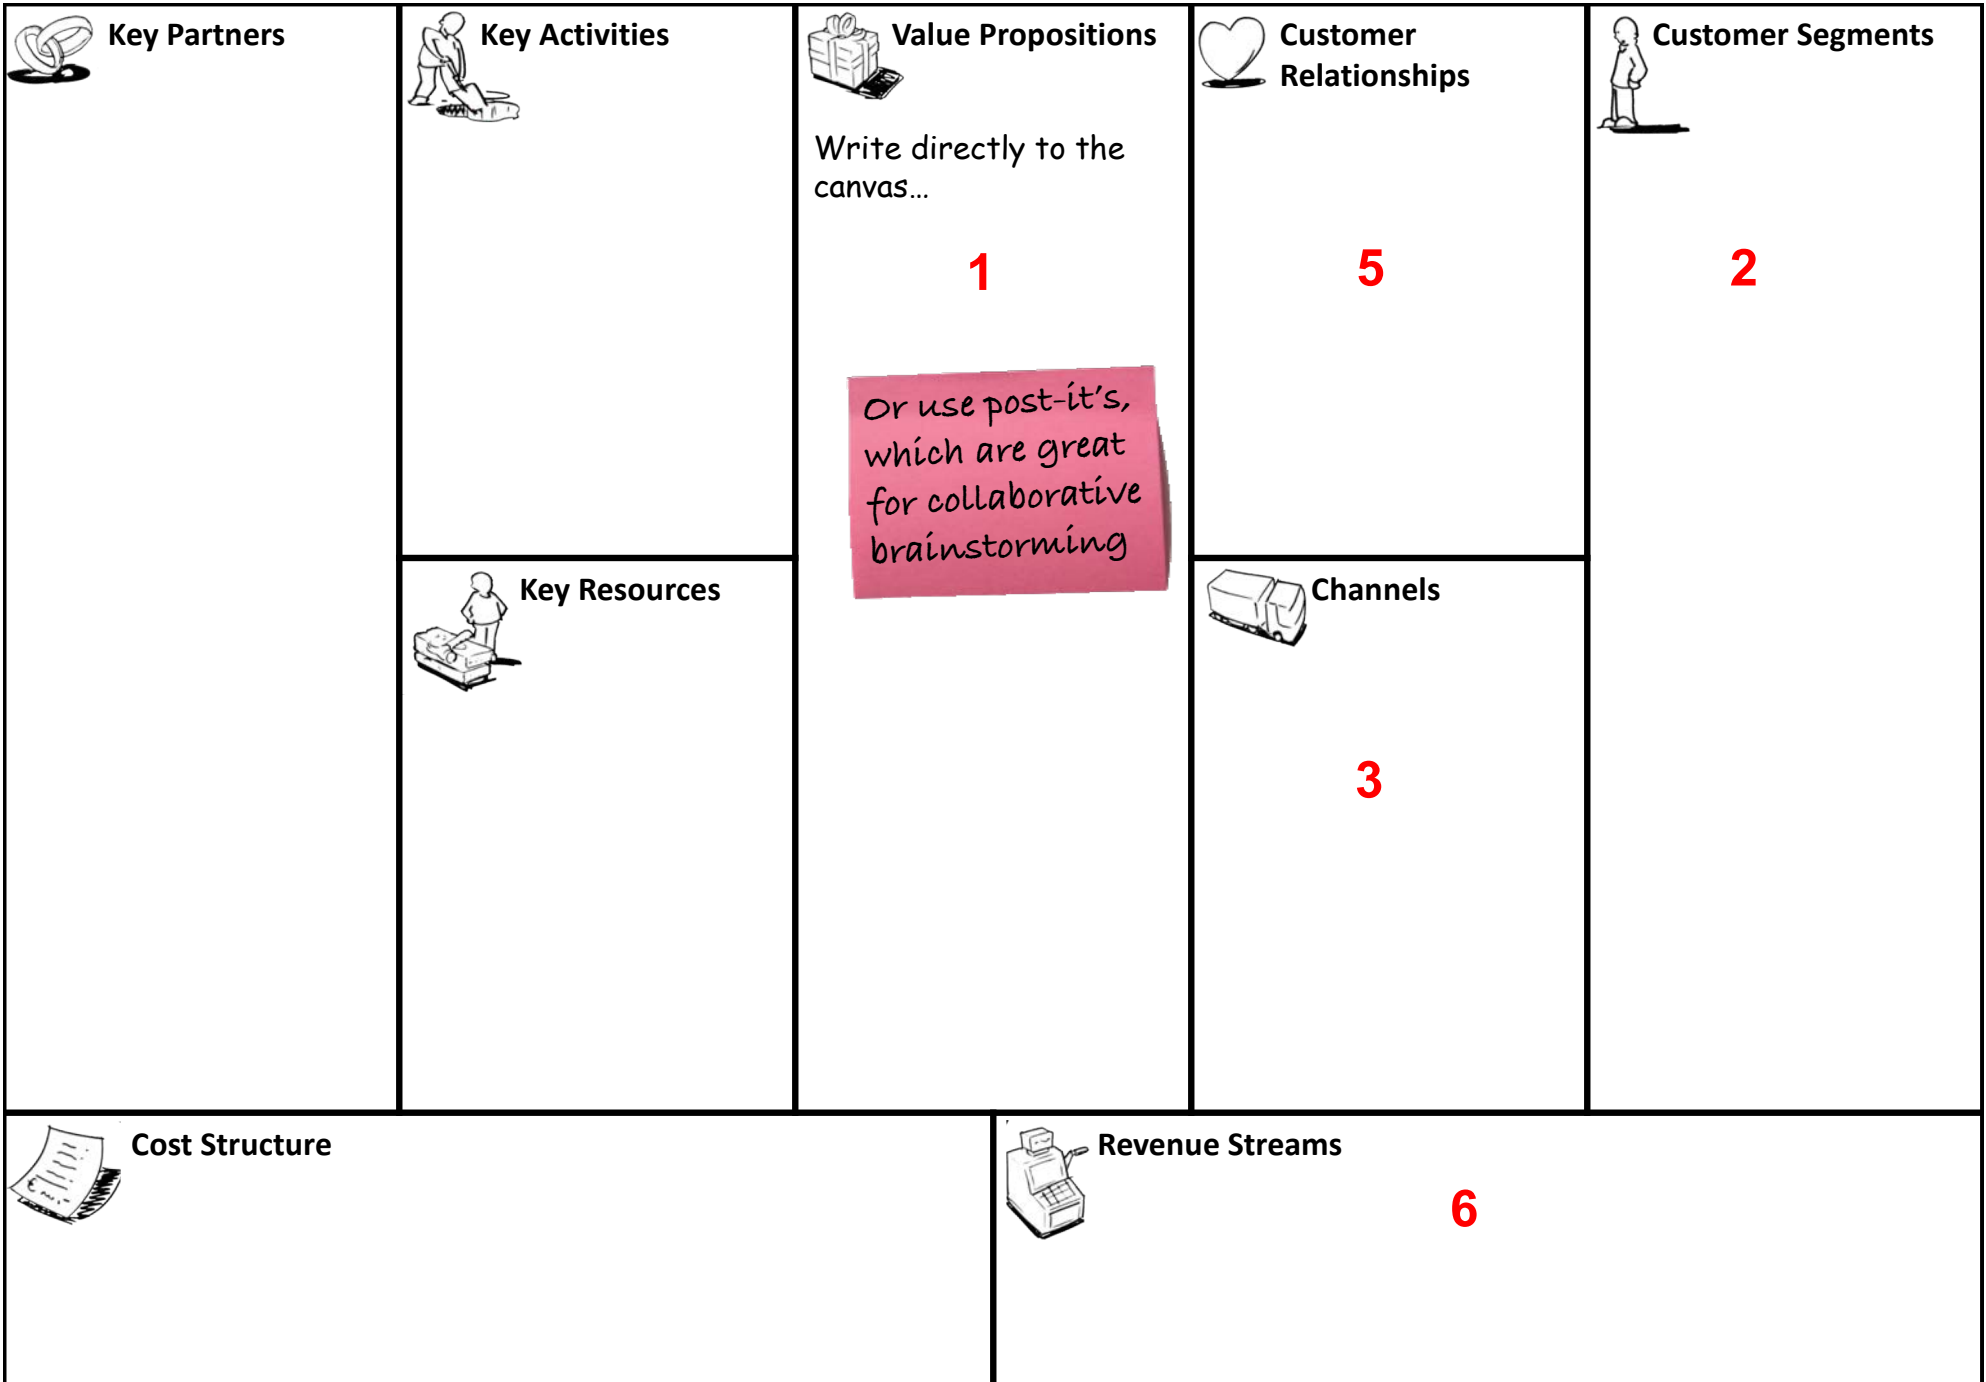 Key Partners
Key Activities
Value Propositions
Write directly to the
canvas...
1
Or use post-it's,
which are great
for collaborative
brainstorming
Customer
Relationships
5
Customer Segments
2
Key Resources
Channels
3
Cost Structure
Revenue Streams
6